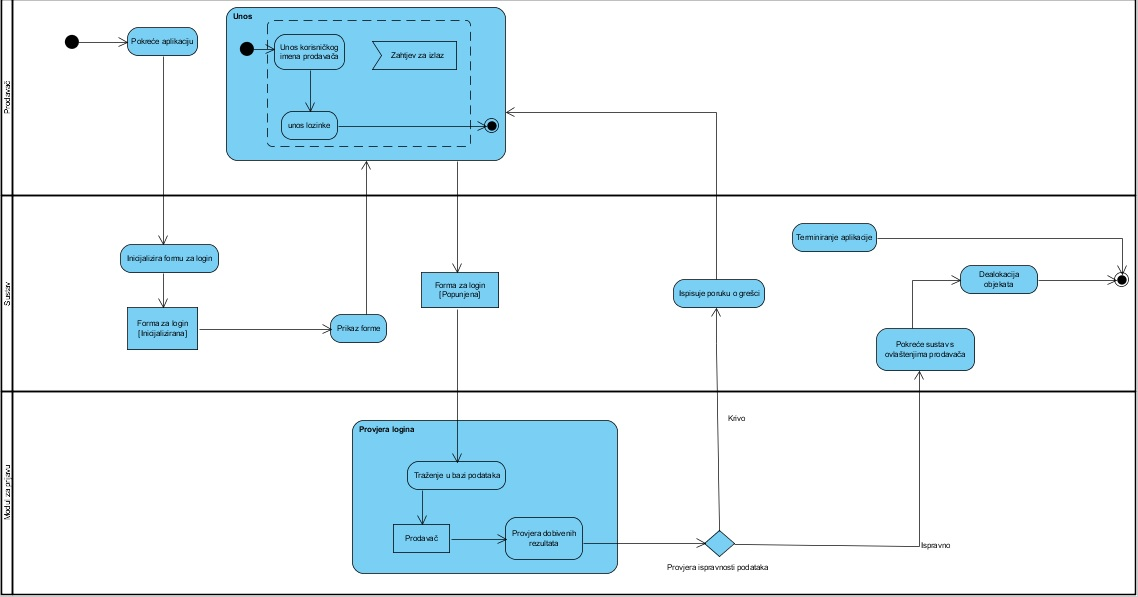 Prodavač
Pokreće aplikaciju
Unos
Unos korisničkog
imena prodavača
Zahtjev za izlaz
unos lozinke
Sustav
Inicijalizira formu za login
Forma za login
[Inicijalizirana]
Prikaz forme
Forma za login
[Popunjena]
Ispisuje poruku o grešci
Terminiranje aplikacije
Dealokacija
objekata
Pokreće sustav s
ovlaštenjima prodavača
Modul za prijavu
Provjera logina
Traženje u bazi podataka
Prodavač
Provjera dobivenih
rezultata
Krivo
Ispravno
Provjera ispravnosti podataka